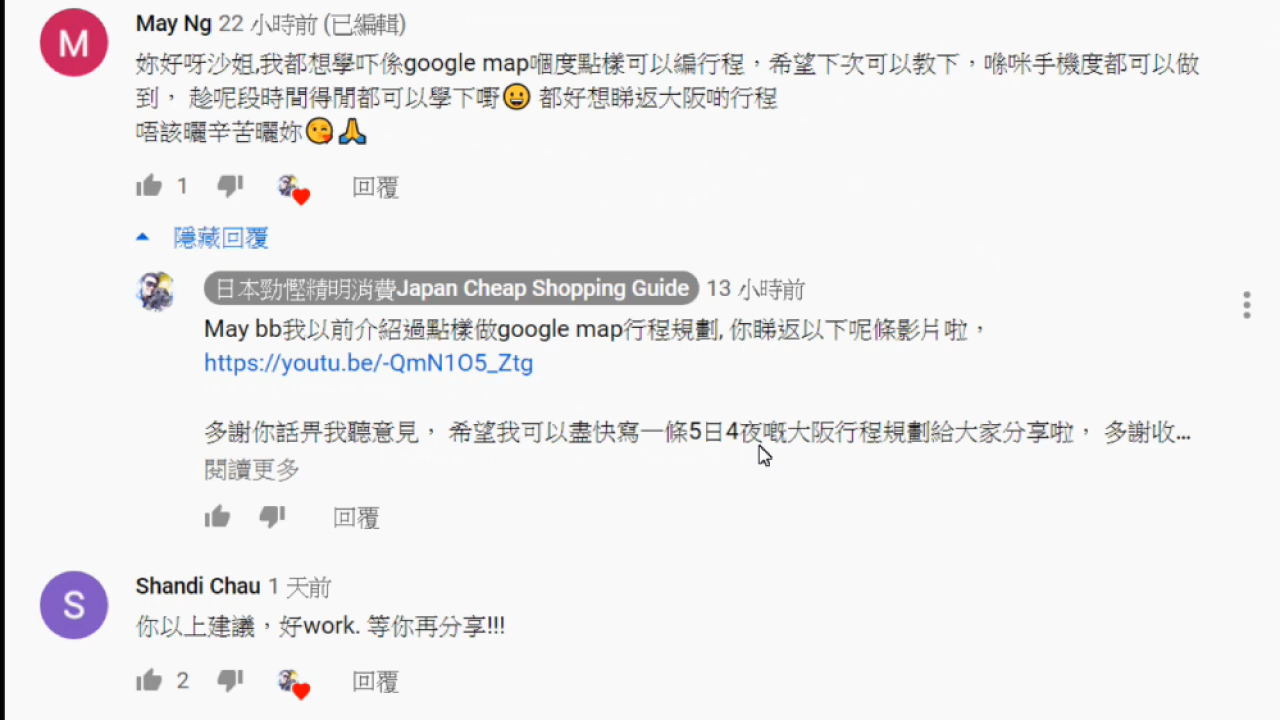 M
May Ng 22 小時前 (已編輯)
妳好呀沙姐,我都想學吓係google map嗰度點樣可以編行程，希望下次可以教下，喺咪手機度都可以做
到， 趁呢段時間得閒都可以學下嘢😀 都好想睇返大阪啲行程
唔該曬辛苦曬妳😘🙏
1 回覆
隱藏回覆
日本勁慳精明消費Japan Cheap Shopping Guide 13 小時前
May bb我以前介紹過點樣做google map行程規劃, 你睇返以下呢條影片啦，
https://youtu.be/-QmN1O5_Ztg
多謝你話畀我聽意見， 希望我可以盡快寫一條5日4夜嘅大阪行程規劃給大家分享啦， 多謝收...
閱讀更多
回覆
S
Shandi Chau 1 天前
你以上建議，好work. 等你再分享!!!
2 回覆